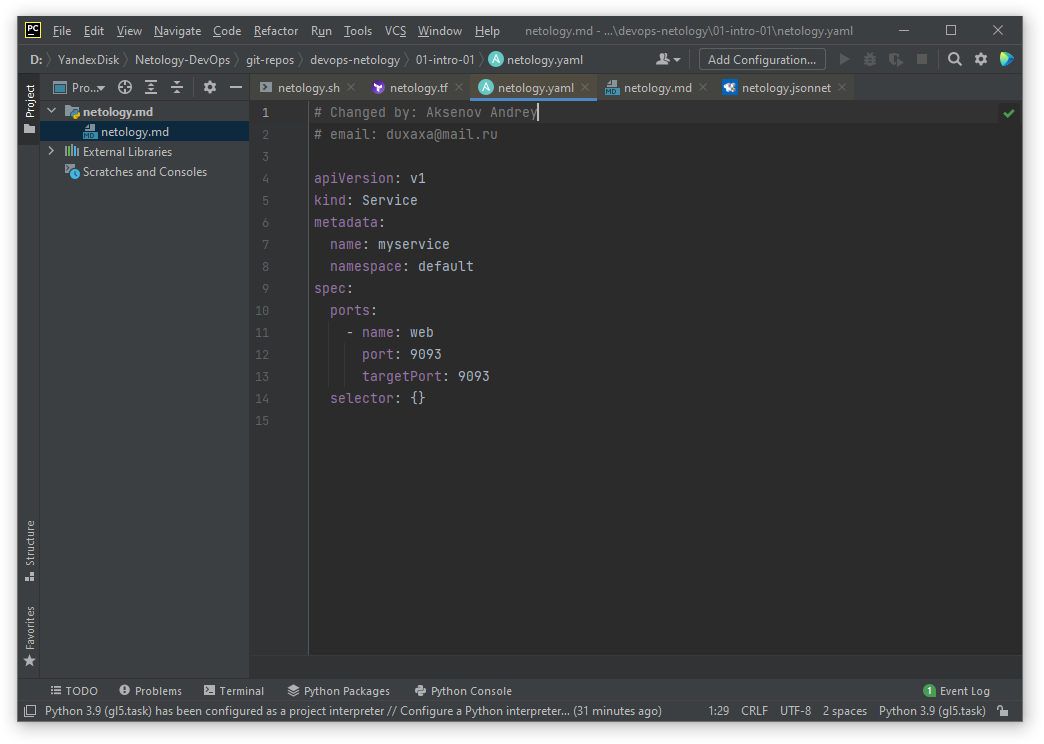 PC File Edit View Navigate Code Refactor Run Tools VCS Window Help netology.md - ...\devops-netology\01-intro-01\netology.yaml
D: YandexDisk Netology-DevOps git-repos devops-netology 01-intro-01 netology.yaml Add Configuration...
Project
Pro... netology.sh netology.tf netology.yaml netology.md netology.jsonnet
netology.md
netology.md
External Libraries
Scratches and Consoles
1 # Changed by: Aksenov Andrey
2 # email: duxaxa@mail.ru
3
4 apiVersion: v1
5 kind: Service
6 metadata:
7 name: myservice
8 namespace: default
9 spec:
10 ports:
11 - name: web
12 port: 9093
13 targetPort: 9093
14 selector: {}
15
Structure
Favorites
TODO Problems Terminal Python Packages Python Console 1 Event Log
Python 3.9 (gl5.task) has been configured as a project interpreter // Configure a Python interpreter... (31 minutes ago) 1:29 CRLF UTF-8 2 spaces Python 3.9 (gl5.task)